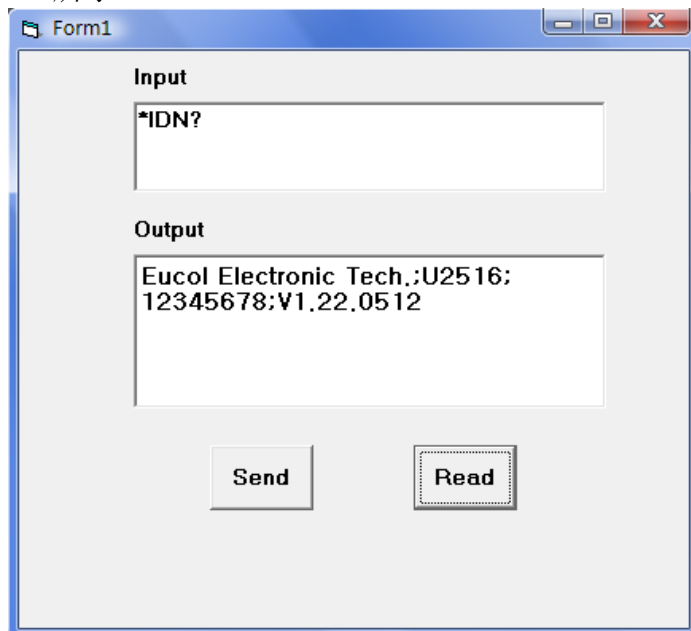 Form1
Input
*IDN?
Output
Eucol Electronic Tech.;U2516;
12345678;V1.22.0512
Send
Read